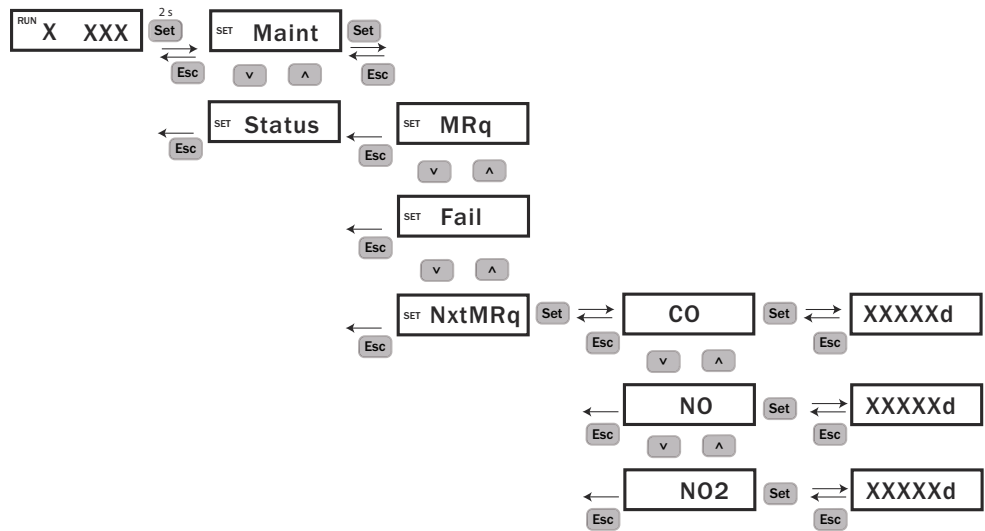 2 s
RUN X XXX Set SET Maint Set
Esc v ʌ Esc
SET Status SET MRq
Esc Esc
v ʌ
SET Fail
Esc
v ʌ
SET NxtMRq Set CO Set XXXXXd
Esc Esc Esc
v ʌ
NO Set XXXXXd
Esc Esc
v ʌ
NO2 Set XXXXXd
Esc Esc